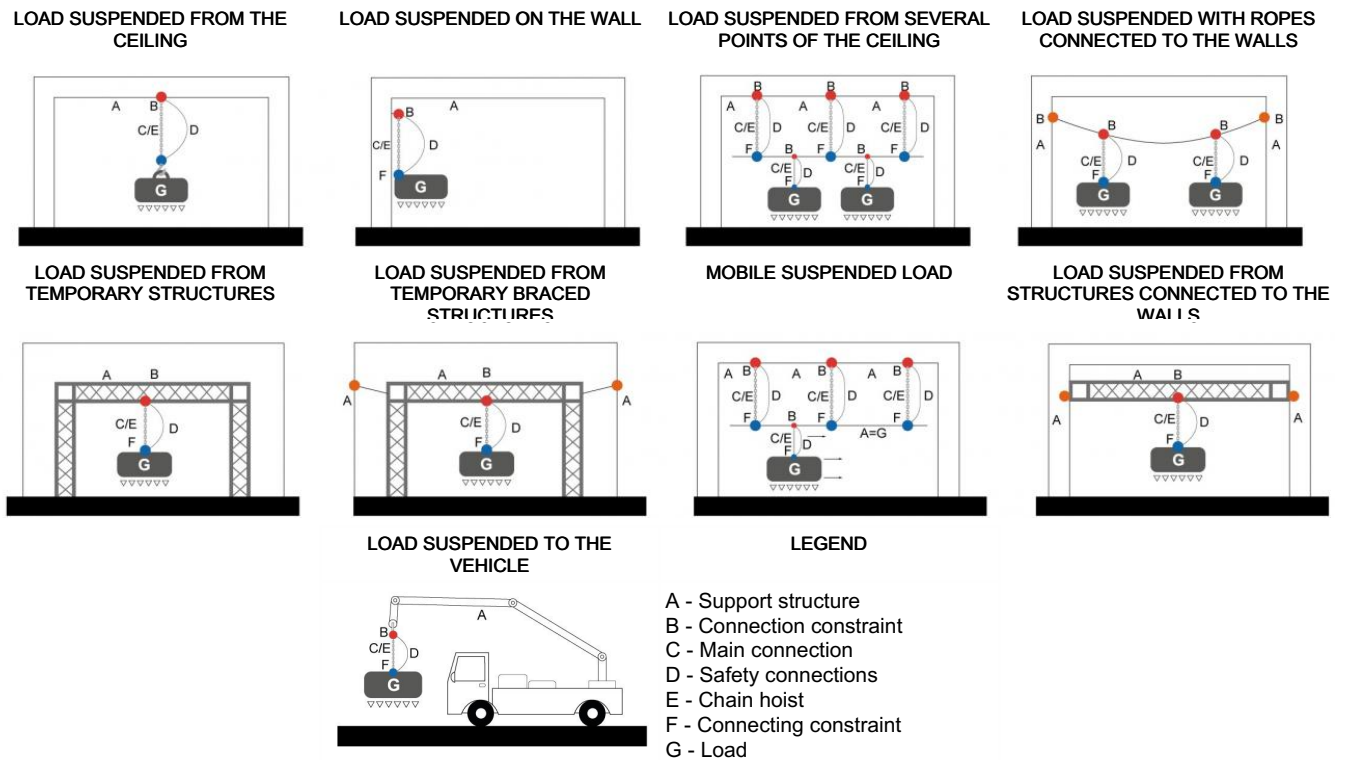 LOAD SUSPENDED FROM THE
CEILING
A B
C/E D
G
LOAD SUSPENDED ON THE WALL
B A
C/E D
F
G
LOAD SUSPENDED FROM SEVERAL
POINTS OF THE CEILING
B B B
A A A
C/E D C/E D C/E D
F B F B F
C/E D C/E D
F F
G G
LOAD SUSPENDED WITH ROPES
CONNECTED TO THE WALLS
B B B B
A C/E D C/E D A
F F
G G
LOAD SUSPENDED FROM
TEMPORARY STRUCTURES
A B
C/E D
F
G
LOAD SUSPENDED FROM
TEMPORARY BRACED
STRUCTURES
A B
A C/E D A
F
G
MOBILE SUSPENDED LOAD
A B A B A B
C/E D C/E D C/E D
F B F F
C/E D A=G
F
G
LOAD SUSPENDED FROM
STRUCTURES CONNECTED TO THE
WALLS
A B
A C/E D A
F
G
LOAD SUSPENDED TO THE
VEHICLE
A
B
C/E D
F
G
LEGEND
A - Support structure
B - Connection constraint
C - Main connection
D - Safety connections
E - Chain hoist
F - Connecting constraint
G - Load